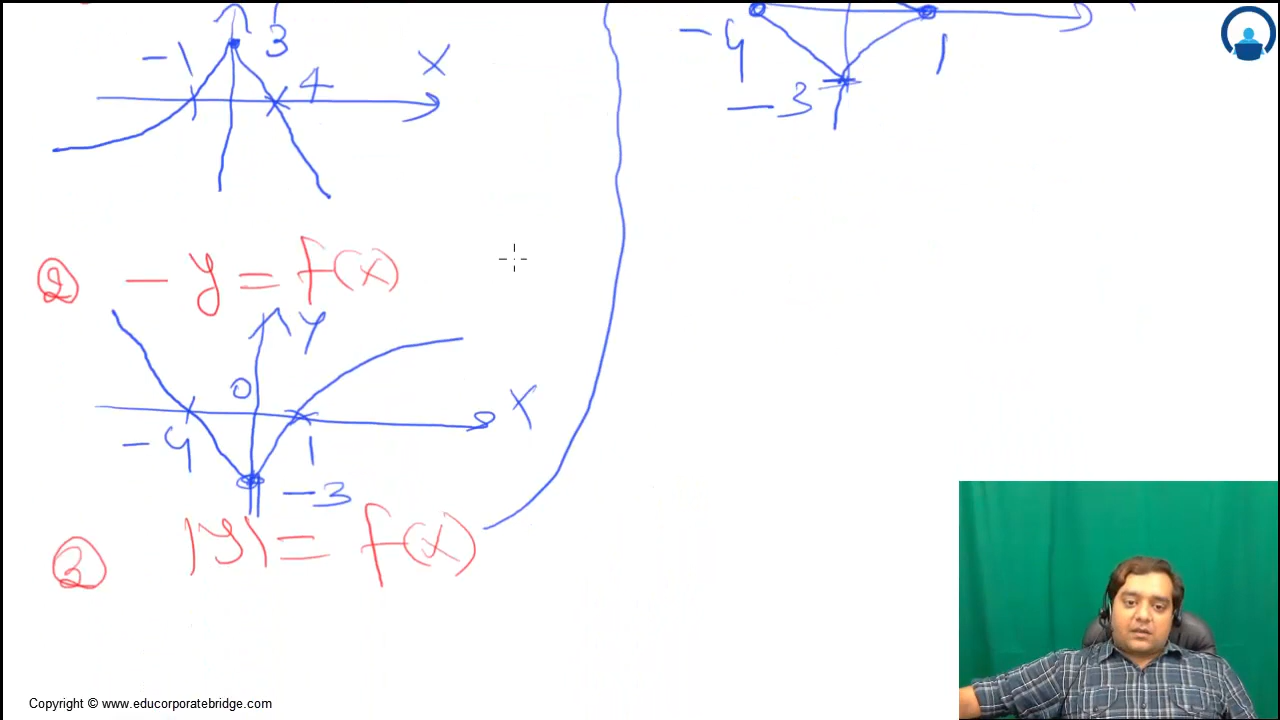 3
-1
4
X
② - y = f(x)
Y
0
X
-4
1
-3
③ |y| = f(x)
-4
1
-3
Copyright © www.educorporatebridge.com